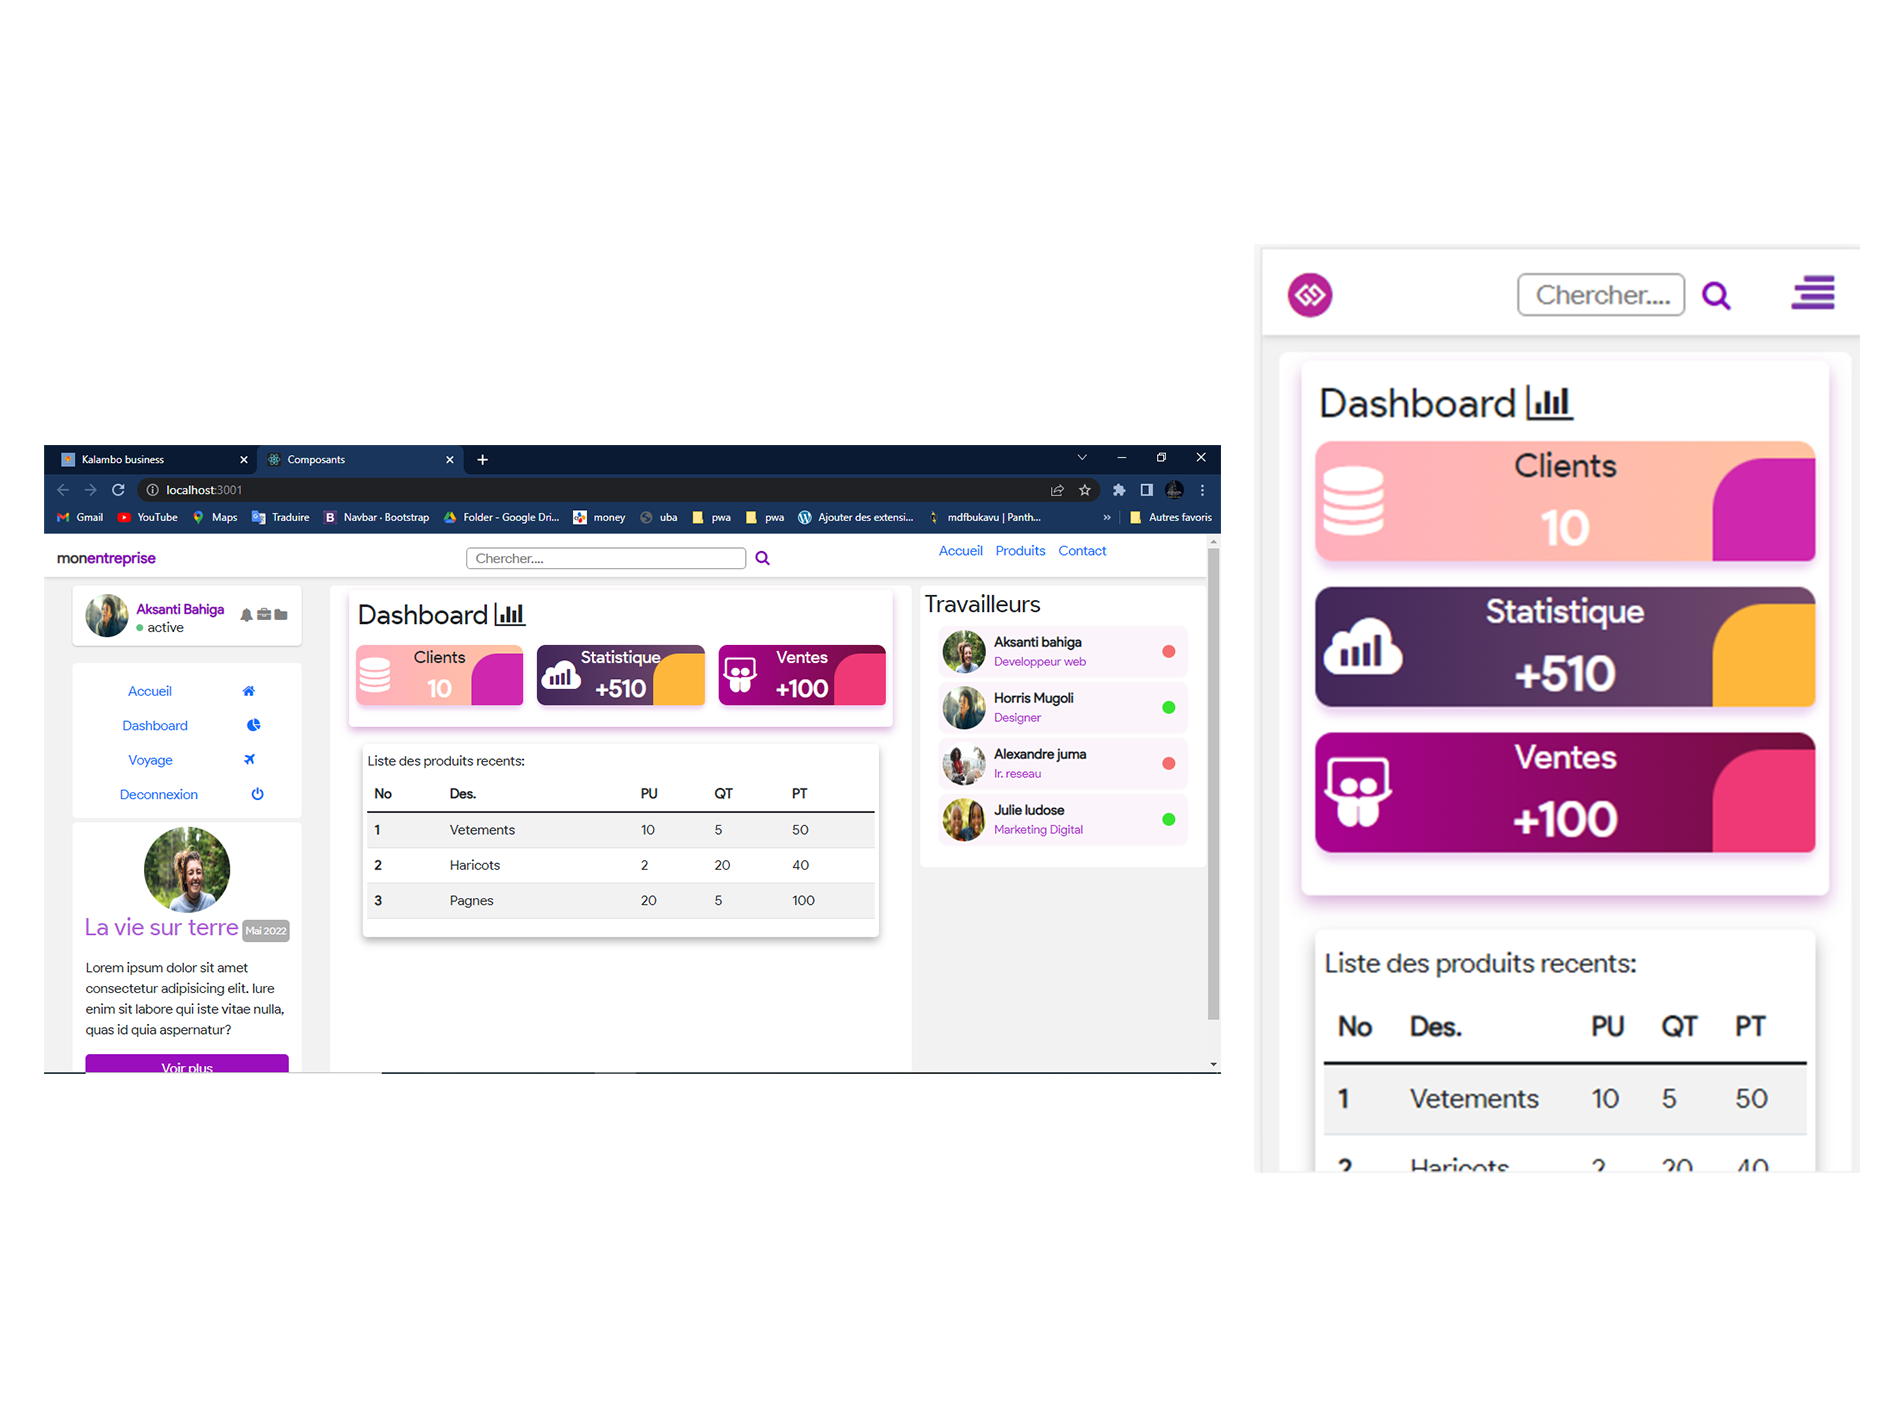 Kalambo business
Composants
localhost:3001
Gmail YouTube Maps Traduire Navbar · Bootstrap Folder - Google Dri... money uba pwa pwa Ajouter des extensi... mdfbukavu | Panth... » Autres favoris
monentreprise
Chercher....
Accueil Produits Contact
Aksanti Bahiga
active
Accueil
Dashboard
Voyage
Deconnexion
La vie sur terre Mai 2022
Lorem ipsum dolor sit amet
consectetur adipisicing elit. Iure
enim sit labore qui iste vitae nulla,
quas id quia aspernatur?
Voir plus
Dashboard
Clients
10
Statistique
+510
Ventes
+100
Liste des produits recents:
No Des. PU QT PT
1 Vetements 10 5 50
2 Haricots 2 20 40
3 Pagnes 20 5 100
Travailleurs
Aksanti bahiga
Developpeur web
Horris Mugoli
Designer
Alexandre juma
Ir. reseau
Julie ludose
Marketing Digital
Chercher....
Dashboard
Clients
10
Statistique
+510
Ventes
+100
Liste des produits recents:
No Des. PU QT PT
1 Vetements 10 5 50
2 Haricots 2 20 40